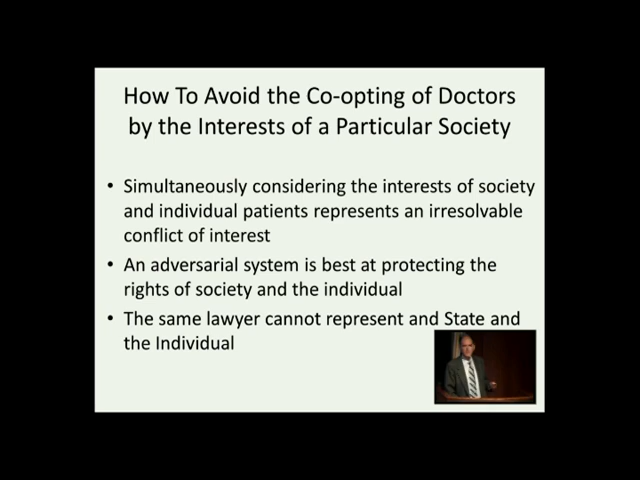 How To Avoid the Co-opting of Doctors
by the Interests of a Particular Society
• Simultaneously considering the interests of society
and individual patients represents an irresolvable
conflict of interest
• An adversarial system is best at protecting the
rights of society and the individual
• The same lawyer cannot represent and State and
the Individual